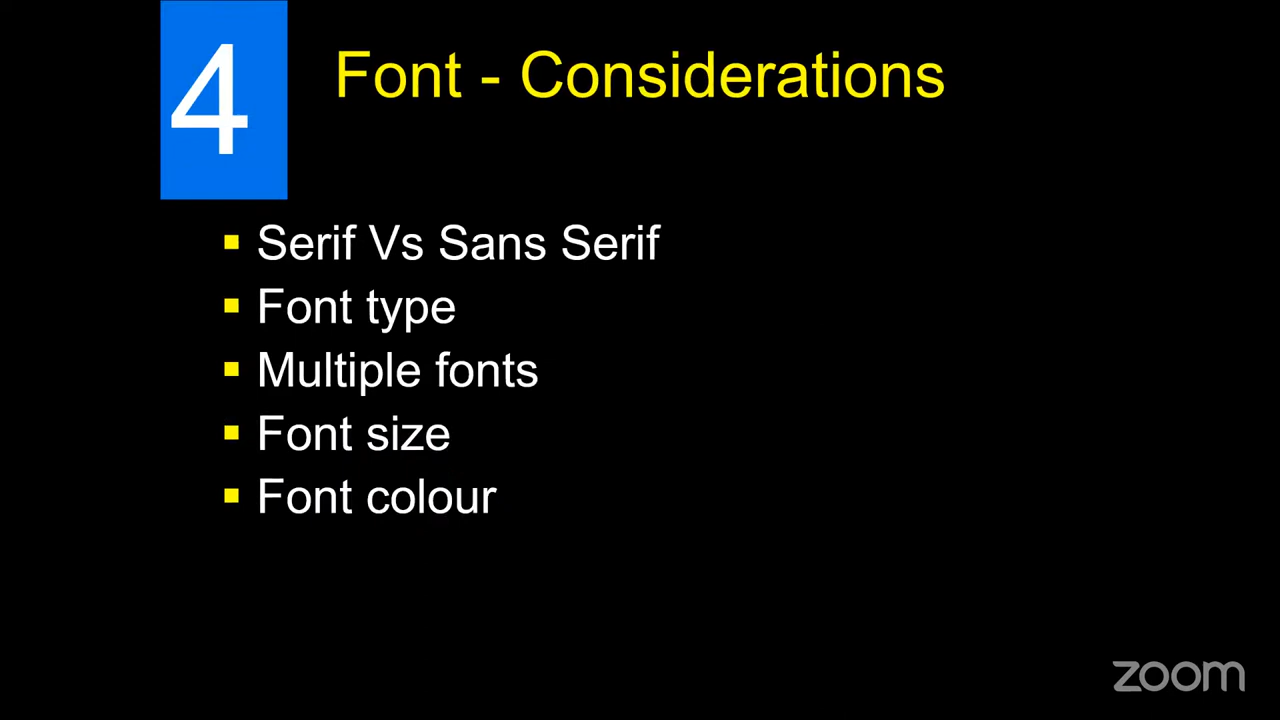 4
Font - Considerations
Serif Vs Sans Serif
Font type
Multiple fonts
Font size
Font colour
zoom